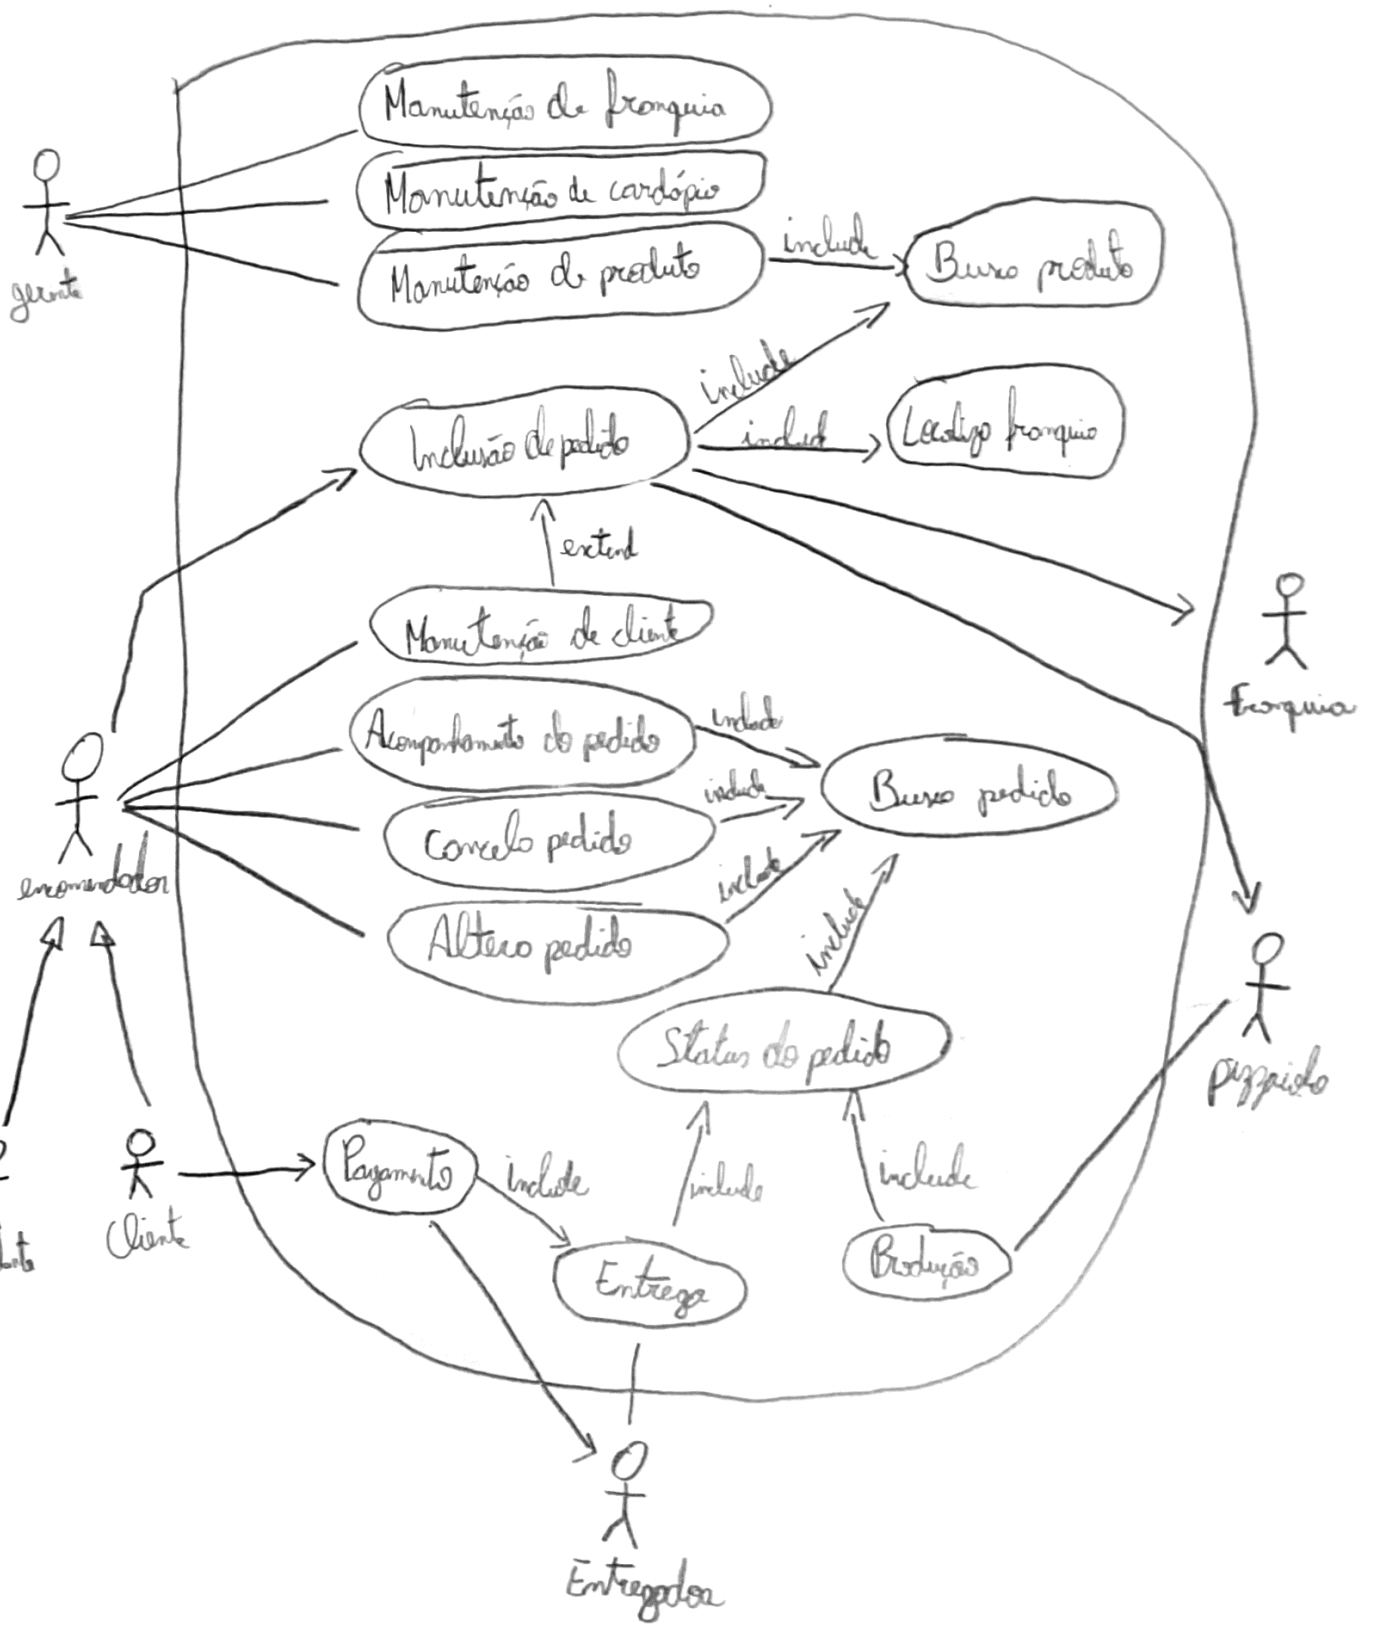 Manutenção de franquia
Manutenção de cardápio
gerente
Manutenção de produto
include
Busca produto
include
Inclusão de pedido
includ
Localiza franquia
extend
Manutenção de cliente
Franquia
Acompanhamento do pedido
include
include
Busca pedido
Cancela pedido
encomendador
include
Altera pedido
include
Status do pedido
pizzaiolo
Pagamento
include
include
include
Cliente
Entrega
Produção
Entregador